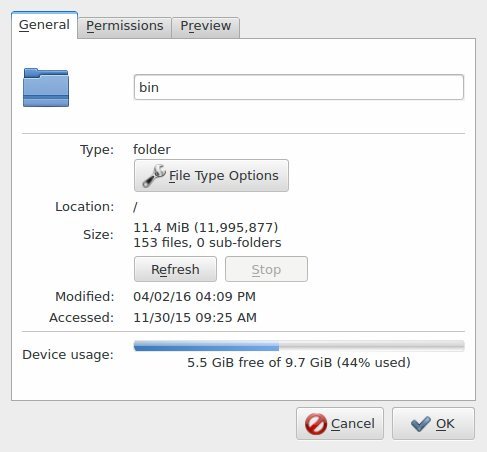 General Permissions Preview
bin
Type: folder
File Type Options
Location: /
Size: 11.4 MiB (11,995,877)
153 files, 0 sub-folders
Refresh Stop
Modified: 04/02/16 04:09 PM
Accessed: 11/30/15 09:25 AM
Device usage:
5.5 GiB free of 9.7 GiB (44% used)
Cancel OK